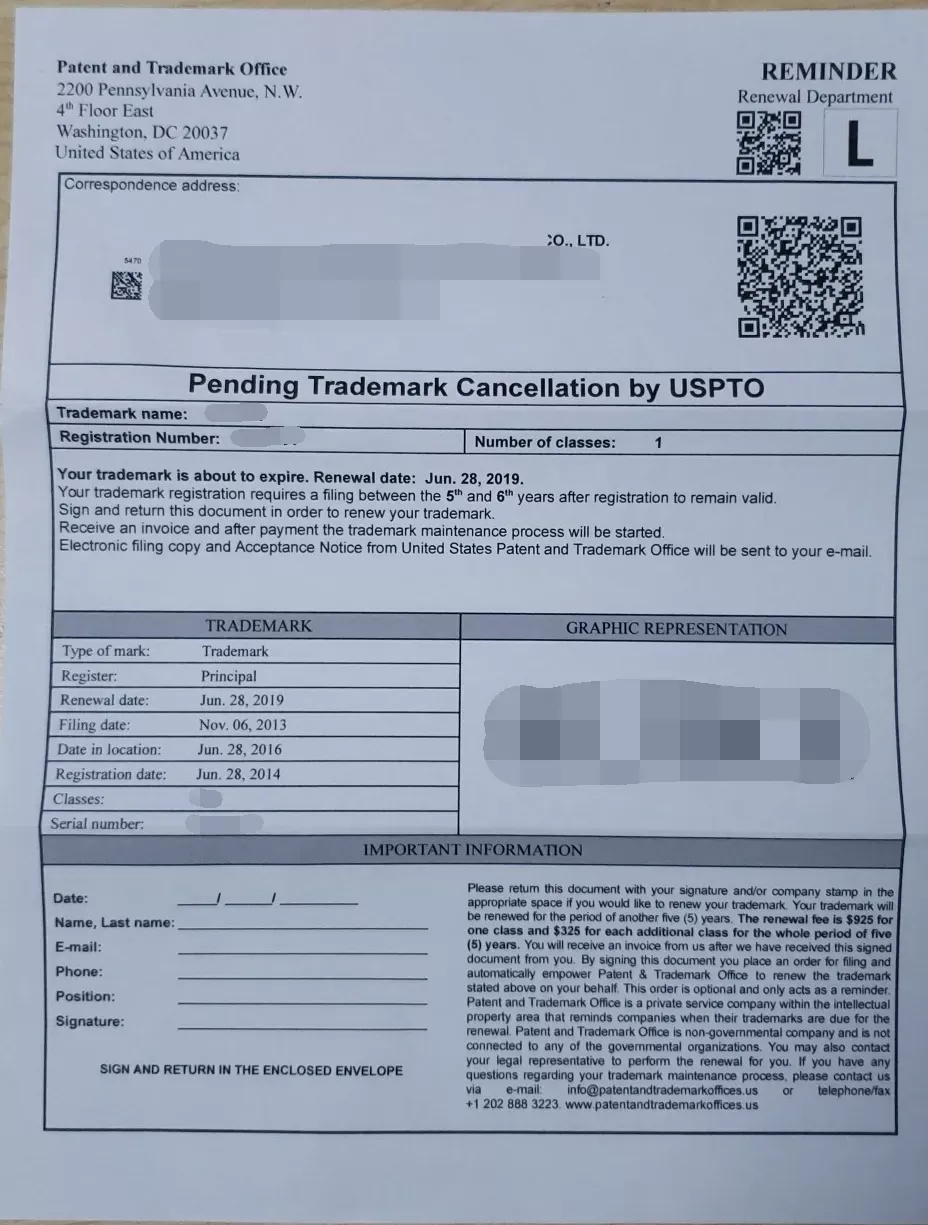 Patent and Trademark Office
2200 Pennsylvania Avenue, N.W.
4th Floor East
Washington, DC 20037
United States of America
REMINDER
Renewal Department
L
Correspondence address:
CO., LTD.
5470
Pending Trademark Cancellation by USPTO
Trademark name:
Registration Number:
Number of classes: 1
Your trademark is about to expire. Renewal date: Jun. 28, 2019.
Your trademark registration requires a filing between the 5th and 6th years after registration to remain valid.
Sign and return this document in order to renew your trademark.
Receive an invoice and after payment the trademark maintenance process will be started.
Electronic filing copy and Acceptance Notice from United States Patent and Trademark Office will be sent to your e-mail.
TRADEMARK
Type of mark: Trademark
Register: Principal
Renewal date: Jun. 28, 2019
Filing date: Nov. 06, 2013
Date in location: Jun. 28, 2016
Registration date: Jun. 28, 2014
Classes:
Serial number:
GRAPHIC REPRESENTATION
IMPORTANT INFORMATION
Date: ___/___/___
Name, Last name:
E-mail:
Phone:
Position:
Signature:
SIGN AND RETURN IN THE ENCLOSED ENVELOPE
Please return this document with your signature and/or company stamp in the
appropriate space if you would like to renew your trademark. Your trademark will
be renewed for the period of another five (5) years. The renewal fee is $925 for
one class and $325 for each additional class for the whole period of five
(5) years. You will receive an invoice from us after we have received this signed
document from you. By signing this document you place an order for filing and
automatically empower Patent & Trademark Office to renew the trademark
stated above on your behalf. This order is optional and only acts as a reminder.
Patent and Trademark Office is a private service company within the intellectual
property area that reminds companies when their trademarks are due for the
renewal. Patent and Trademark Office is non-governmental company and is not
connected to any of the governmental organizations. You may also contact
your legal representative to perform the renewal for you. If you have any
questions regarding your trademark maintenance process, please contact us
via e-mail: info@patentandtrademarkoffices.us or telephone/fax
+1 202 888 3223. www.patentandtrademarkoffices.us